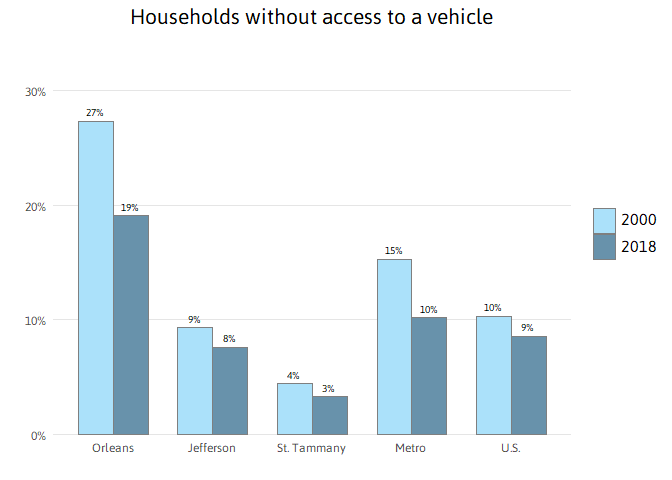 Households without access to a vehicle
30%
20%
10%
0%
27%
19%
9%
8%
4%
3%
15%
10%
10%
9%
Orleans
Jefferson
St. Tammany
Metro
U.S.
2000
2018